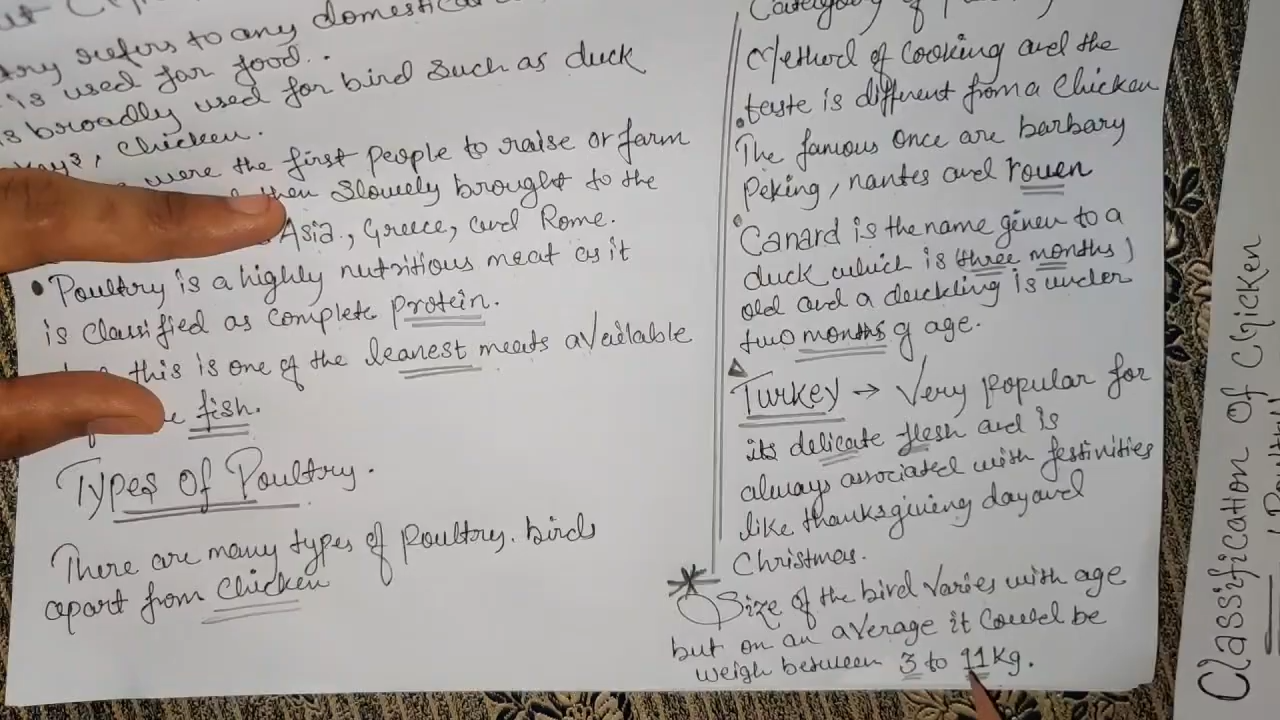 refers to any domestic
is used for food..
is broadly used for bird such as duck
, chicken.
were the first people to raise or farm
then slowely brought to the
Asia, Greece, and Rome.
• Poultry is a highly nutritious meat as it
is classified as complete protein.
this is one of the leanest meats available
fish.
Types of Poultry.
There are many types of poultry. birds
apart from chicken
Category of
Method of cooking and the
taste is different from a chicken
• The famous once are barbary
Peking, nantes and rouen
• Canard is the name given to a
duck which is (three months)
old and a duckling is under
two months of age.
Turkey → Very popular for
its delicate flesh and is
always associated with festivities
like thanksgiving day and
Christmas.
Size of the bird varies with age
but on an average it could be
weigh between 3 to 11 kg.
Classification of Chicken